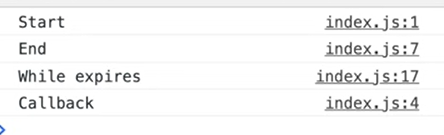 Start index.js:1
End index.js:7
While expires index.js:17
Callback index.js:4